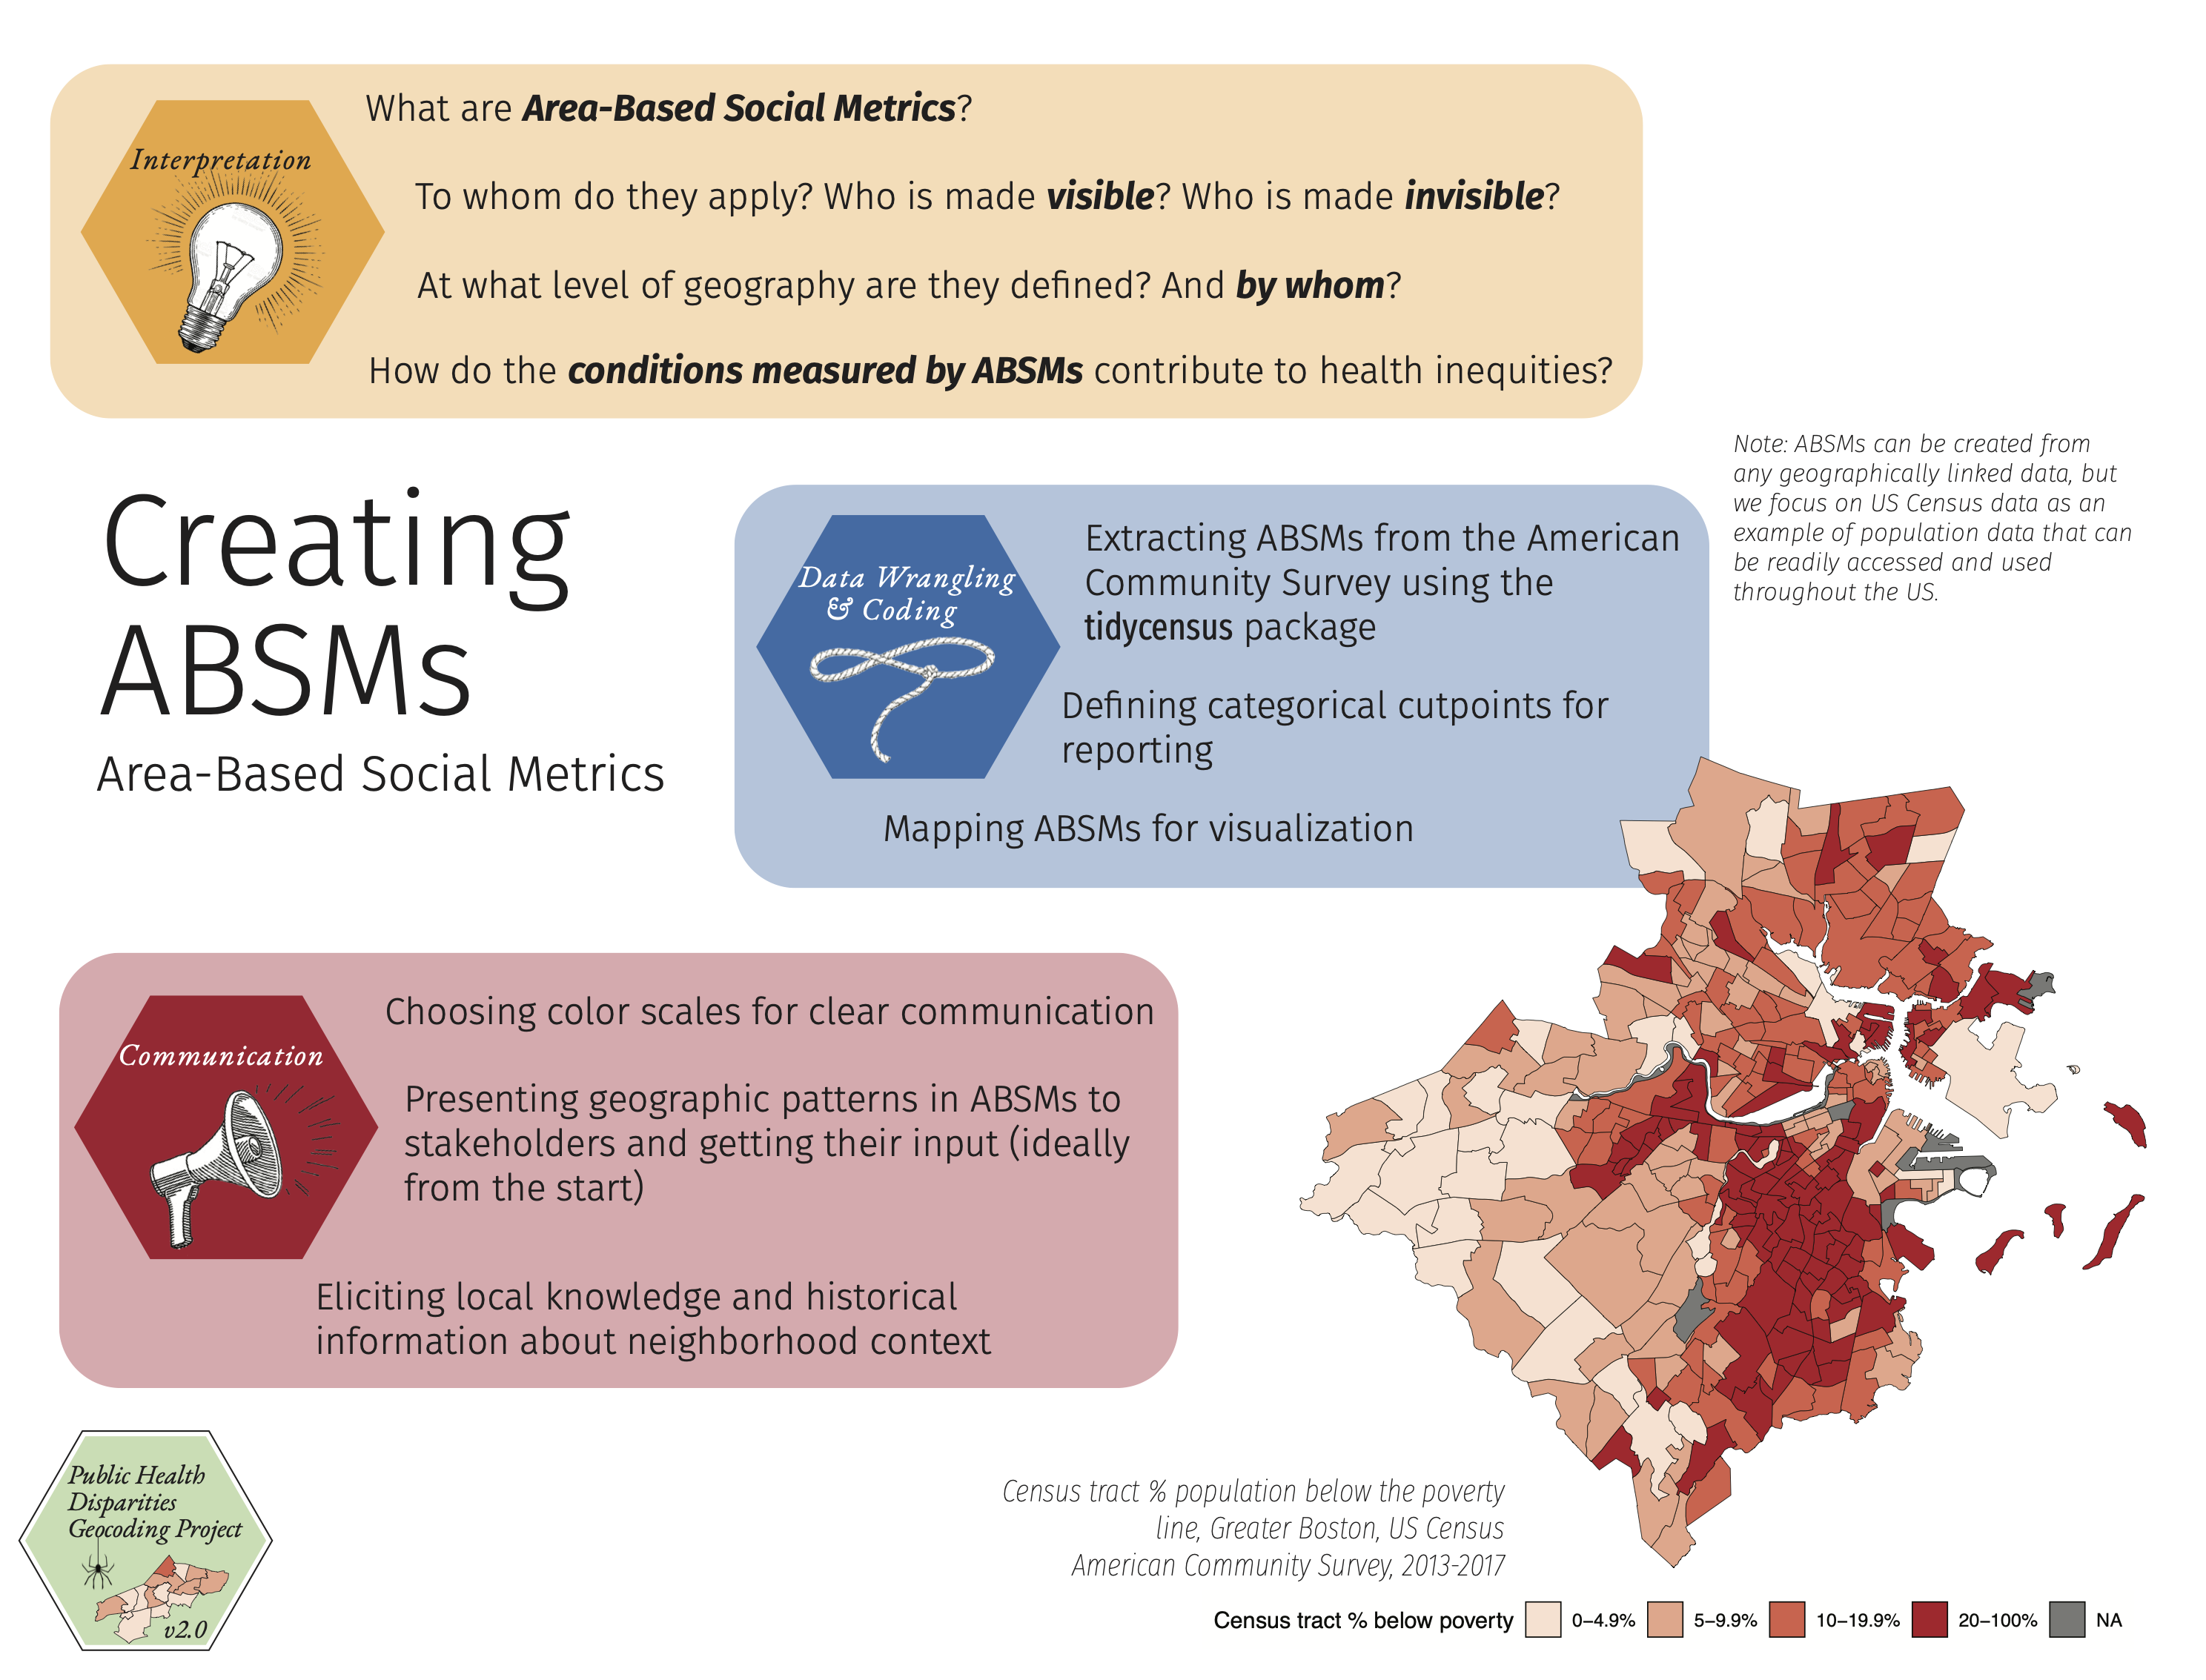 Interpretation
What are Area-Based Social Metrics?
To whom do they apply? Who is made visible? Who is made invisible?
At what level of geography are they defined? And by whom?
How do the conditions measured by ABSMs contribute to health inequities?
Note: ABSMs can be created from
any geographically linked data, but
we focus on US Census data as an
example of population data that can
be readily accessed and used
throughout the US.
Creating
ABSMs
Area-Based Social Metrics
Data Wrangling
& Coding
Extracting ABSMs from the American
Community Survey using the
tidycensus package
Defining categorical cutpoints for
reporting
Mapping ABSMs for visualization
Communication
Choosing color scales for clear communication
Presenting geographic patterns in ABSMs to
stakeholders and getting their input (ideally
from the start)
Eliciting local knowledge and historical
information about neighborhood context
Public Health
Disparities
Geocoding Project
v2.0
Census tract % population below the poverty
line, Greater Boston, US Census
American Community Survey, 2013-2017
Census tract % below poverty 0–4.9% 5–9.9% 10–19.9% 20–100% NA